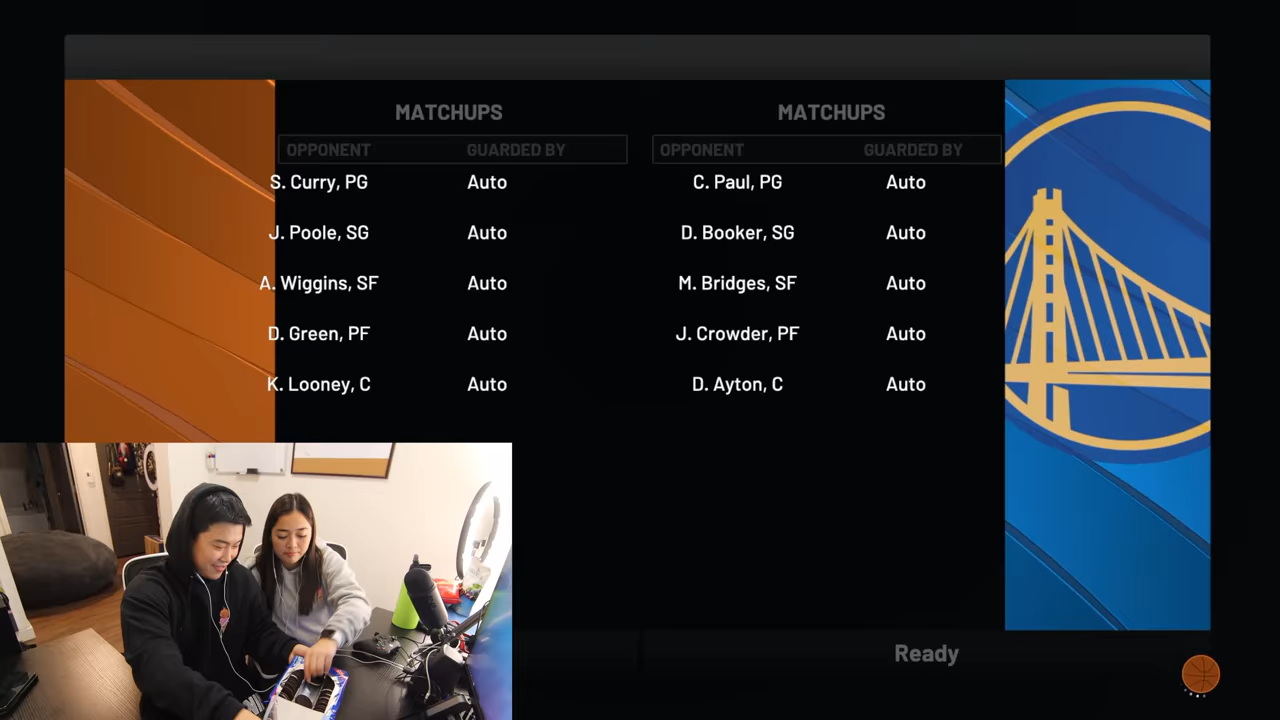 MATCHUPS
OPPONENT GUARDED BY
S. Curry, PG Auto
J. Poole, SG Auto
A. Wiggins, SF Auto
D. Green, PF Auto
K. Looney, C Auto
MATCHUPS
OPPONENT GUARDED BY
C. Paul, PG Auto
D. Booker, SG Auto
M. Bridges, SF Auto
J. Crowder, PF Auto
D. Ayton, C Auto
Ready